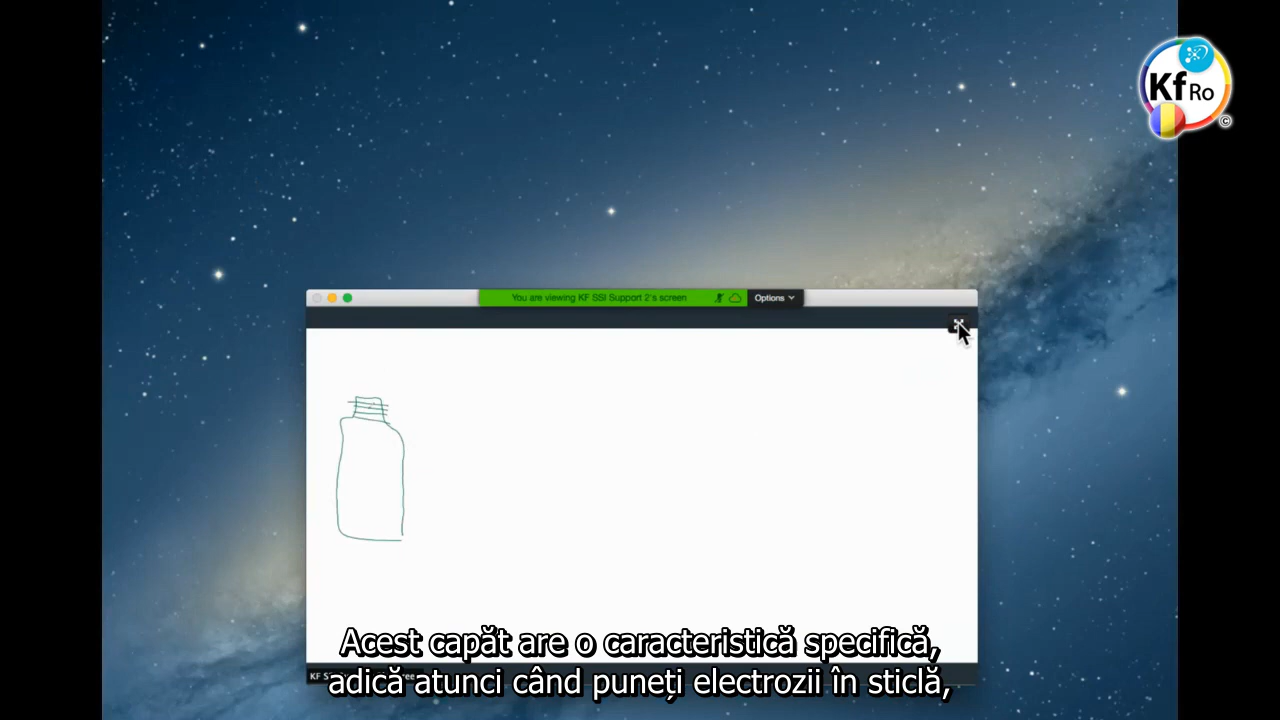 Kf Ro
©
You are viewing KF SSI Support 2's screen
Options
Acest capăt are o caracteristică specifică,
KF S
adică atunci când puneți electrozii în sticlă,